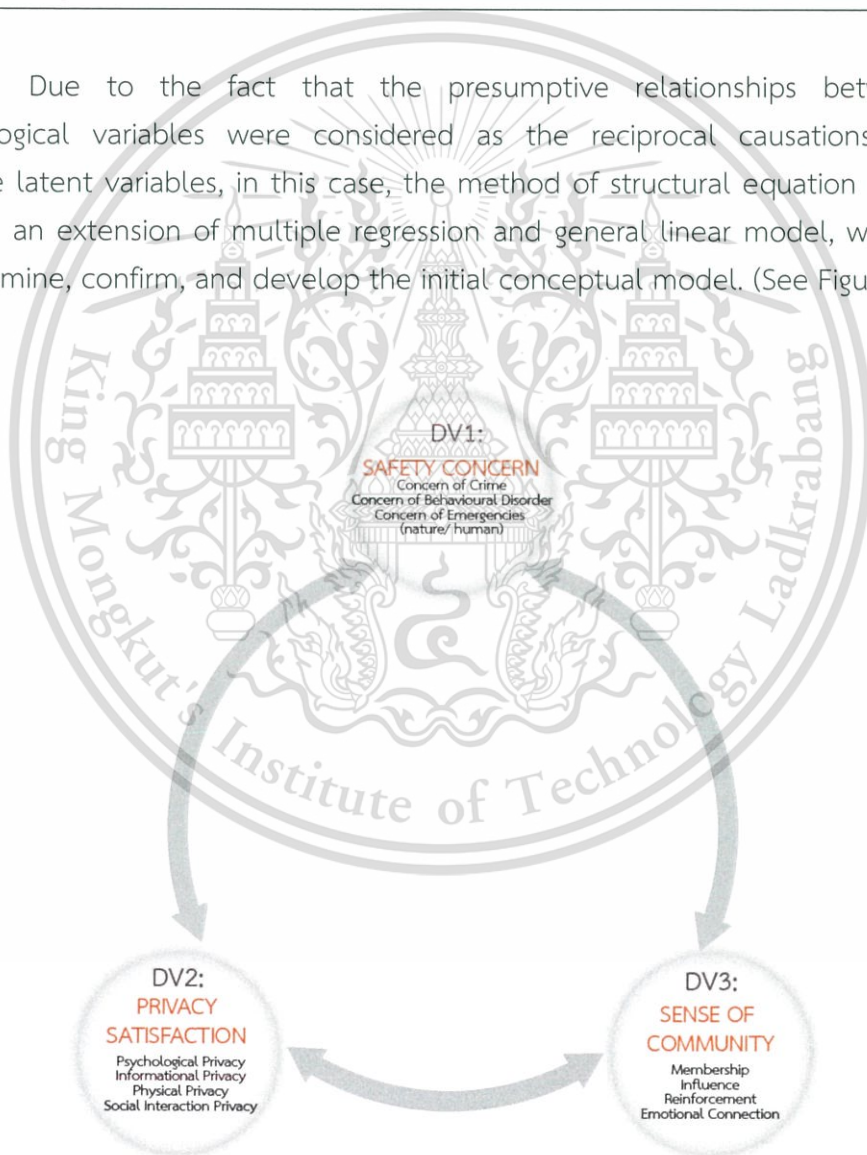 Due to the fact that the presumptive relationships
variables were considered as the reciprocal causations
latent variables, in this case, the method of structural equation
an extension of multiple regression and general linear model,
confirm, and develop the initial conceptual model. (See
King Mongkut's Institute of Technology Ladkrabang
DV1:
SAFETY CONCERN
Concern of Crime
Concern of Behavioural Disorder
Concern of Emergencies
(nature/ human)
DV2:
PRIVACY
SATISFACTION
Psychological Privacy
Informational Privacy
Physical Privacy
Social Interaction Privacy
DV3:
SENSE OF
COMMUNITY
Membership
Influence
Reinforcement
Emotional Connection